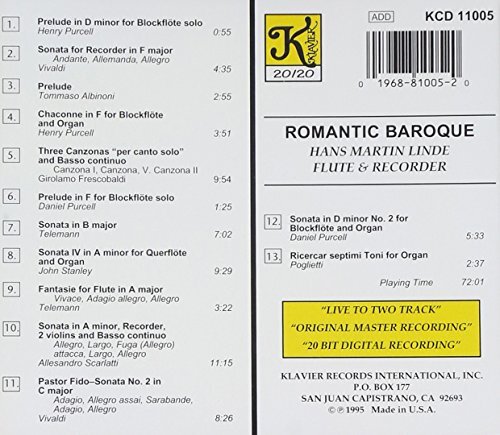 1. Prelude in D minor for Blockflöte solo
Henry Purcell 0:55
2. Sonata for Recorder in F major
Andante, Allemanda, Allegro
Vivaldi 4:35
3. Prelude
Tommaso Albinoni 2:55
4. Chaconne in F for Blockflöte
and Organ
Henry Purcell 3:51
5. Three Canzonas "per canto solo"
and Basso continuo
Canzona I, Canzona, V. Canzona II
Girolamo Frescobaldi 9:54
6. Prelude in F for Blockflöte
Daniel Purcell 1:25
7. Sonata in B major
Telemann 7:02
8. Sonata IV in A minor for Querflöte
and Organ
John Stanley 9:29
9. Fantasie for Flute in A major
Vivace, Adagio allegro, Allegro
Telemann 3:22
10. Sonata in A minor, Recorder,
2 violins and Basso continuo
Allegro, Largo, Fuga (Allegro)
attacca, Largo, Allegro
Allesandro Scarlatti 11:15
11. Pastor Fido–Sonata No. 2 in
C major
Adagio, Allegro assai, Sarabande,
Adagio, Allegro
Vivaldi 8:26
K
KLAVIER
20/20
ADD
KCD 11005
0 19688-1005-2 0
ROMANTIC BAROQUE
HANS MARTIN LINDE
FLUTE & RECORDER
12. Sonata in D minor No. 2 for
Blockflöte and Organ
Daniel Purcell 5:33
13. Ricercar septimi Toni for Organ
Poglietti 2:37
Playing Time 72:01
"LIVE TO TWO TRACK"
"ORIGINAL MASTER RECORDING"
"20 BIT DIGITAL RECORDING"
KLAVIER RECORDS INTERNATIONAL, INC.
P.O. BOX 177
SAN JUAN CAPISTRANO, CA 92693
©1995 Made in U.S.A.